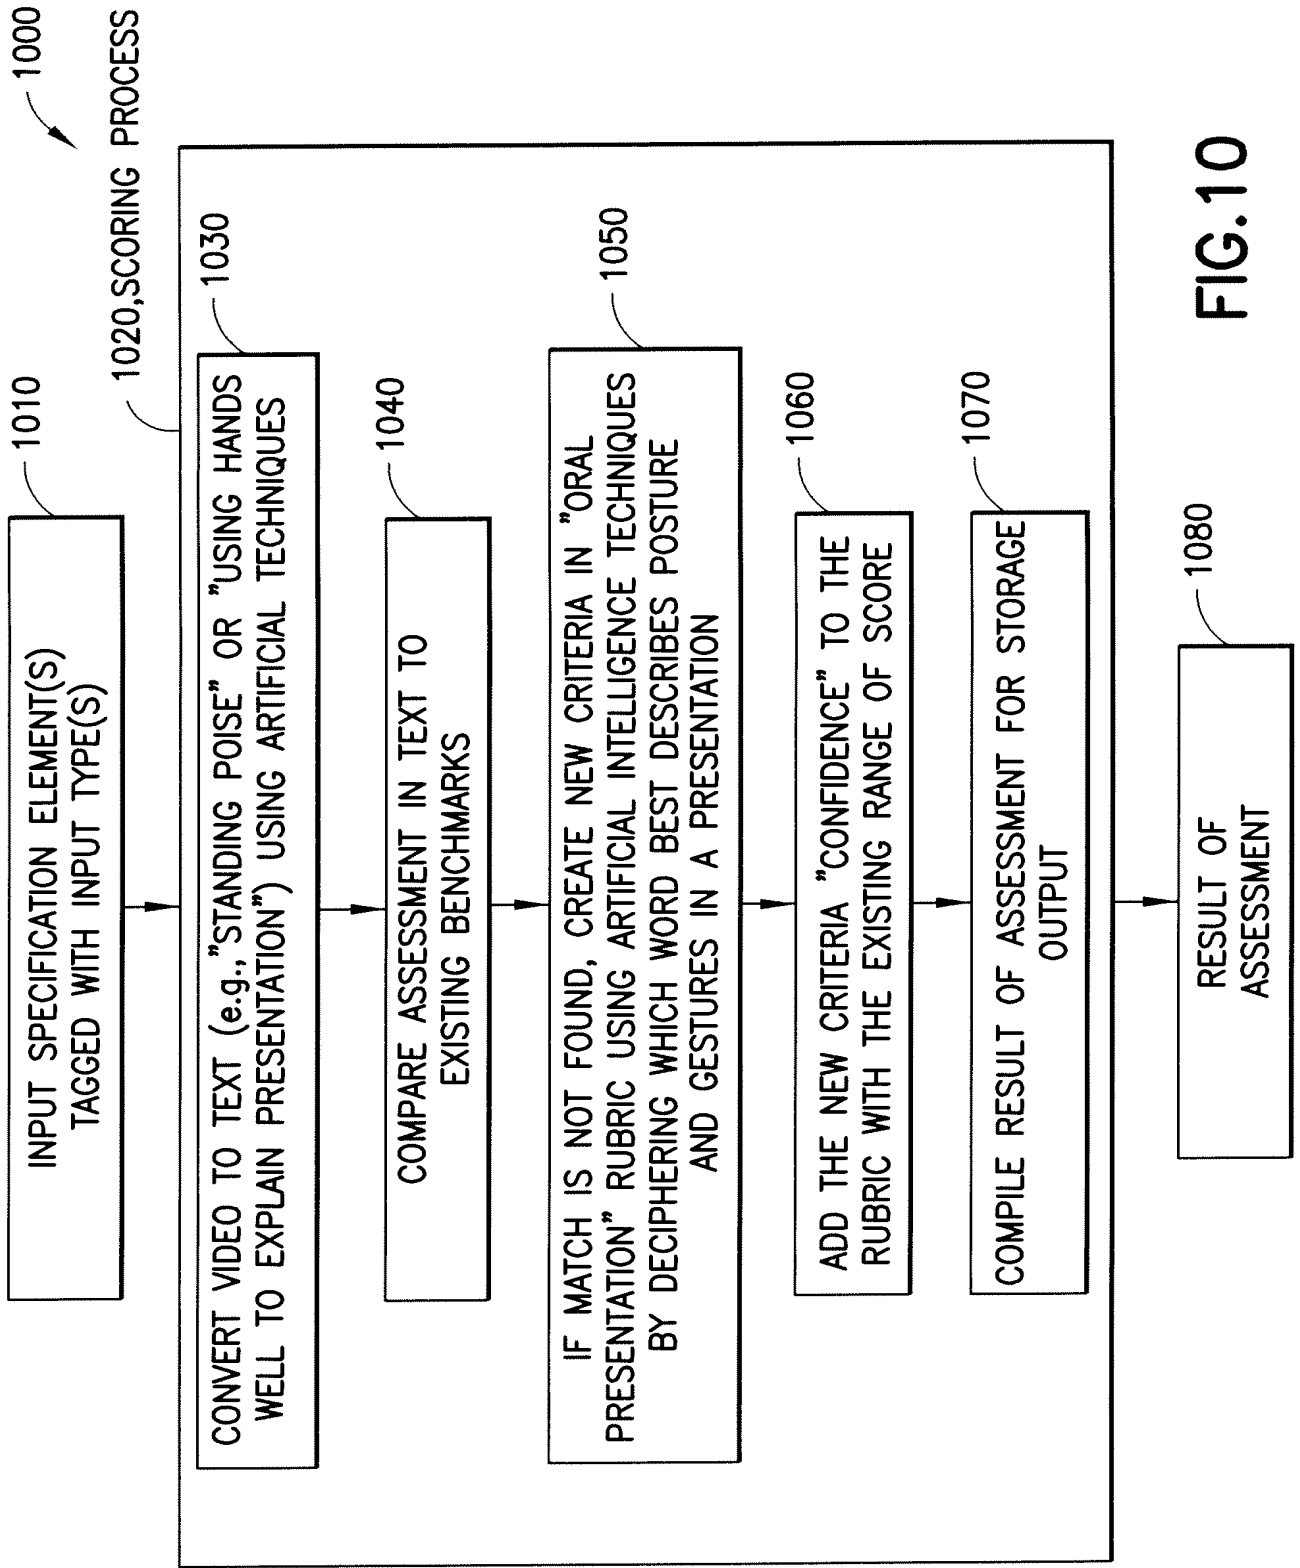 1000
1010
INPUT SPECIFICATION ELEMENT(S)
TAGGED WITH INPUT TYPE(S)
1020,SCORING PROCESS
1030
CONVERT VIDEO TO TEXT (e.g.,"STANDING POISE" OR "USING HANDS
WELL TO EXPLAIN PRESENTATION") USING ARTIFICIAL TECHNIQUES
1040
COMPARE ASSESSMENT IN TEXT TO
EXISTING BENCHMARKS
1050
IF MATCH IS NOT FOUND, CREATE NEW CRITERIA IN "ORAL
PRESENTATION" RUBRIC USING ARTIFICIAL INTELLIGENCE TECHNIQUES
BY DECIPHERING WHICH WORD BEST DESCRIBES POSTURE
AND GESTURES IN A PRESENTATION
1060
ADD THE NEW CRITERIA "CONFIDENCE" TO THE
RUBRIC WITH THE EXISTING RANGE OF SCORE
1070
COMPILE RESULT OF ASSESSMENT FOR STORAGE
OUTPUT
1080
RESULT OF
ASSESSMENT
FIG.10